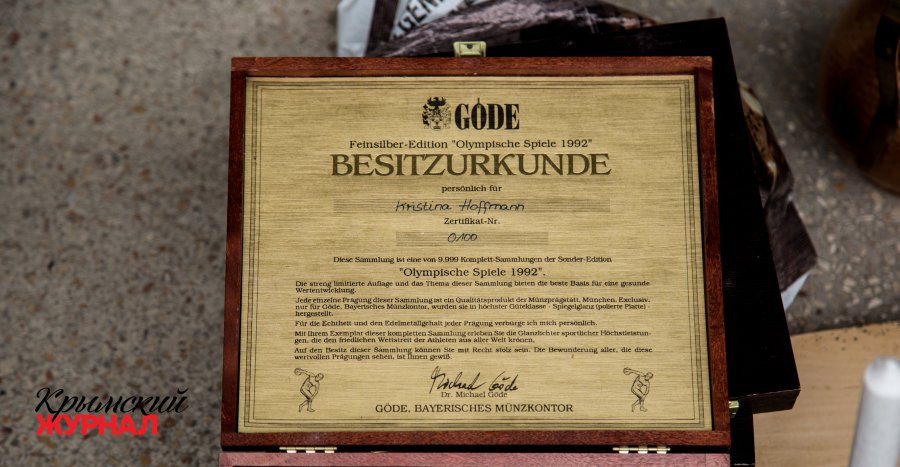 GEN
GÖDE
Feinsilber-Edition "Olympische Spiele 1992"
BESITZURKUNDE
persönlich für
Kristina Hoffmann
Zertifikat-Nr.
0100
Diese Sammlung ist eine von 9.999 Komplett-Sammlungen der Sonder-Edition
"Olympische Spiele 1992".
Die streng limitierte Auflage und das Thema dieser Sammlung bieten die beste Basis für eine gesunde
Wertentwicklung.
Jede einzelne Prägung dieser Sammlung ist ein Qualitätsprodukt der Münzprägstatt, München. Exclusiv,
nur für Göde, Bayerisches Münzkontor, wurden sie in höchster Güteklasse - Spiegelglanz (polierte Platte)
hergestellt.
Für die Echtheit und den Edelmetallgehalt jeder Prägung verbürge ich mich persönlich.
Mit Ihrem Exemplar dieser kompletten Sammlung erleben Sie die Glanzlichter sportlicher Höchstleistun-
gen, die den friedlichen Wettstreit der Athleten aus aller Welt krönen.
Auf den Besitz dieser Sammlung können Sie mit Recht stolz sein. Die Bewunderung aller, die diese
wertvollen Prägungen sehen, ist Ihnen gewiß.
Michael Göde
Dr. Michael Göde
GÖDE, BAYERISCHES MÜNZKONTOR
Крымский
ЖУРНАЛ